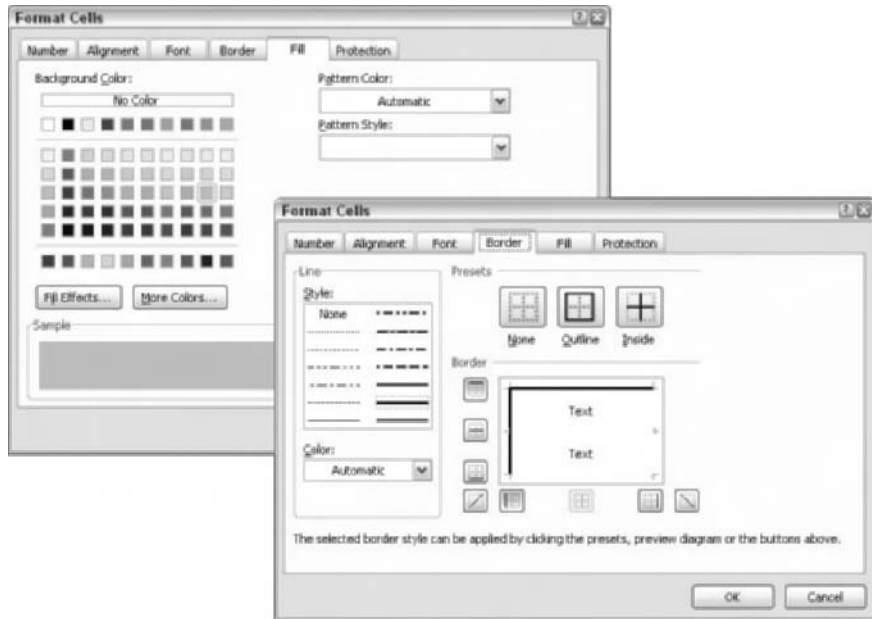 Format Cells
Number Alignment Font Border Fill Protection
Background Color:
No Color
Pattern Color:
Automatic
Pattern Style:
Fill Effects... More Colors...
Sample
Format Cells
Number Alignment Font Border Fill Protection
Line
Style:
None
Color:
Automatic
Presets
None Outline Inside
Border
Text
Text
The selected border style can be applied by clicking the presets, preview diagram or the buttons above.
OK Cancel